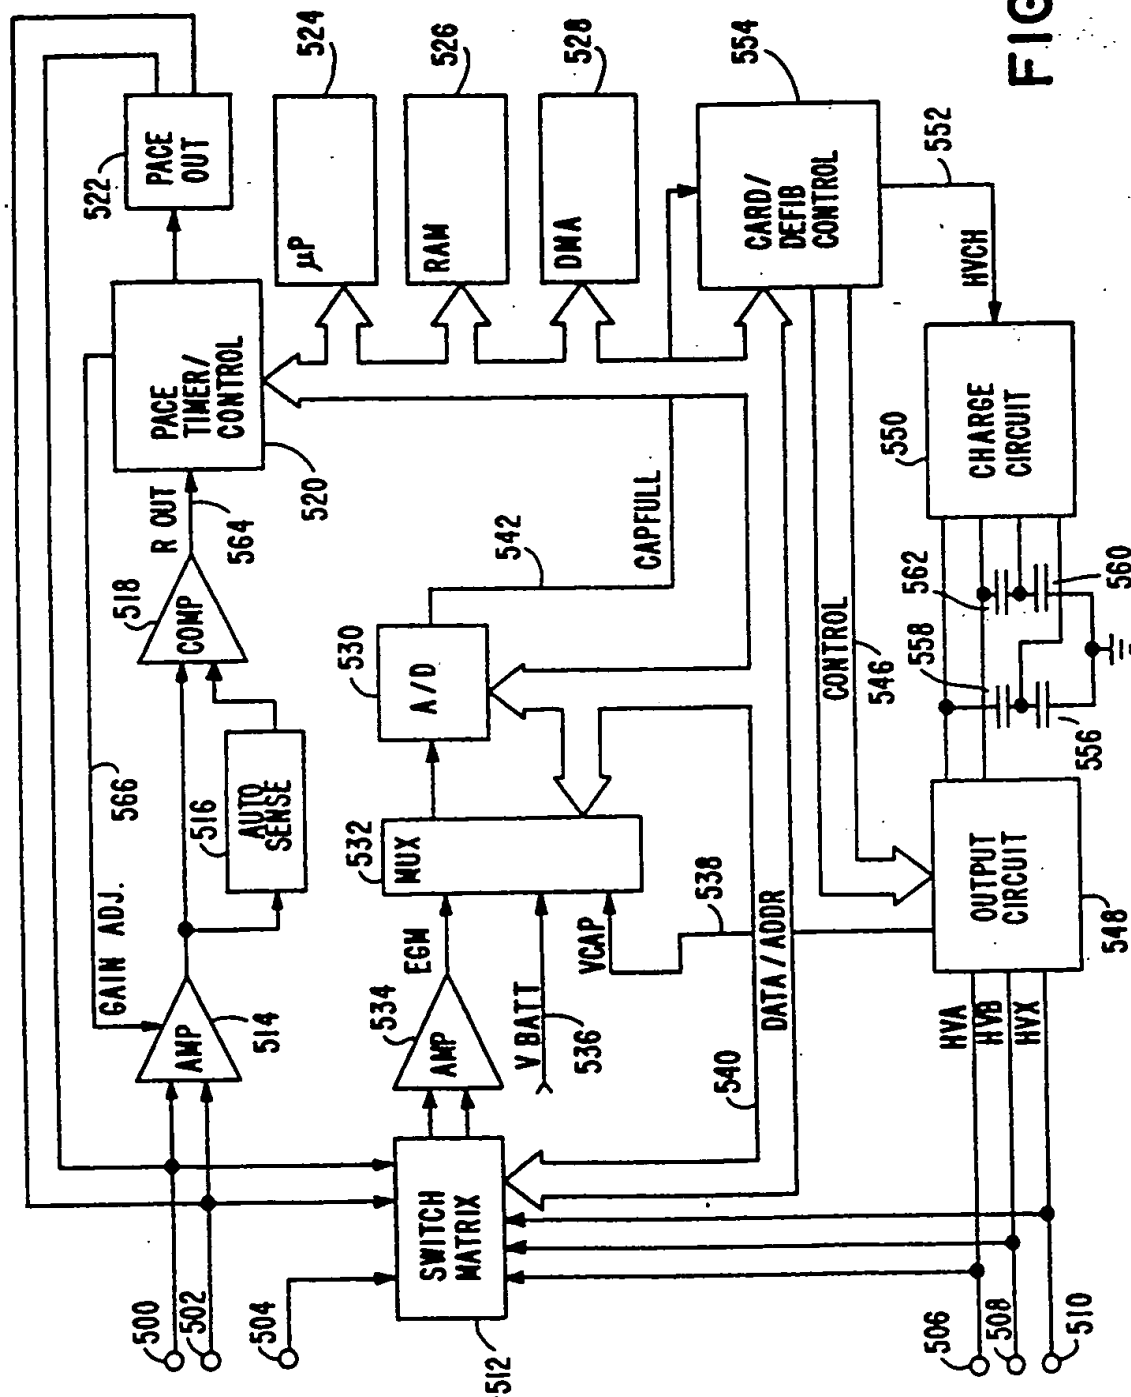 FIG
500
502
504
506
508
510
512
SWITCH
MATRIX
GAIN ADJ.
566
AMP
514
516
AUTO
SENSE
518
COMP
R OUT
564
PACE
TIMER/
CONTROL
520
522
PACE
OUT
524
µP
526
RAM
528
DMA
534
AMP
EGM
V BATT
536
VCAP
538
532
MUX
530
A/D
542
CAPFULL
540
DATA/ADDR
CONTROL
546
554
CARD/
DEFIB
CONTROL
552
HVCH
550
CHARGE
CIRCUIT
562
560
558
556
OUTPUT
CIRCUIT
548
HVA
HVB
HVX